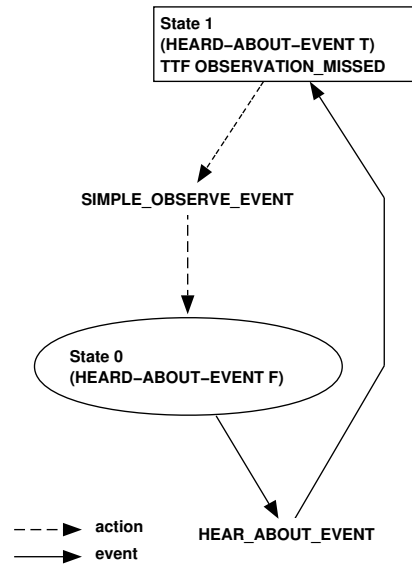 State 1
(HEARD−ABOUT−EVENT T)
TTF OBSERVATION_MISSED
SIMPLE_OBSERVE_EVENT
State 0
(HEARD−ABOUT−EVENT F)
HEAR_ABOUT_EVENT
action
event